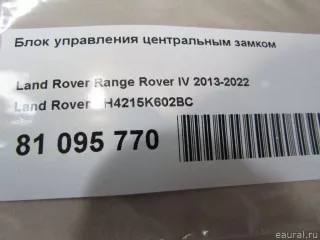 Блок управления центральным замком
Land Rover Range Rover IV 2013-2022
Land Rover H4215K602BC
81 095 770
eaural.ru